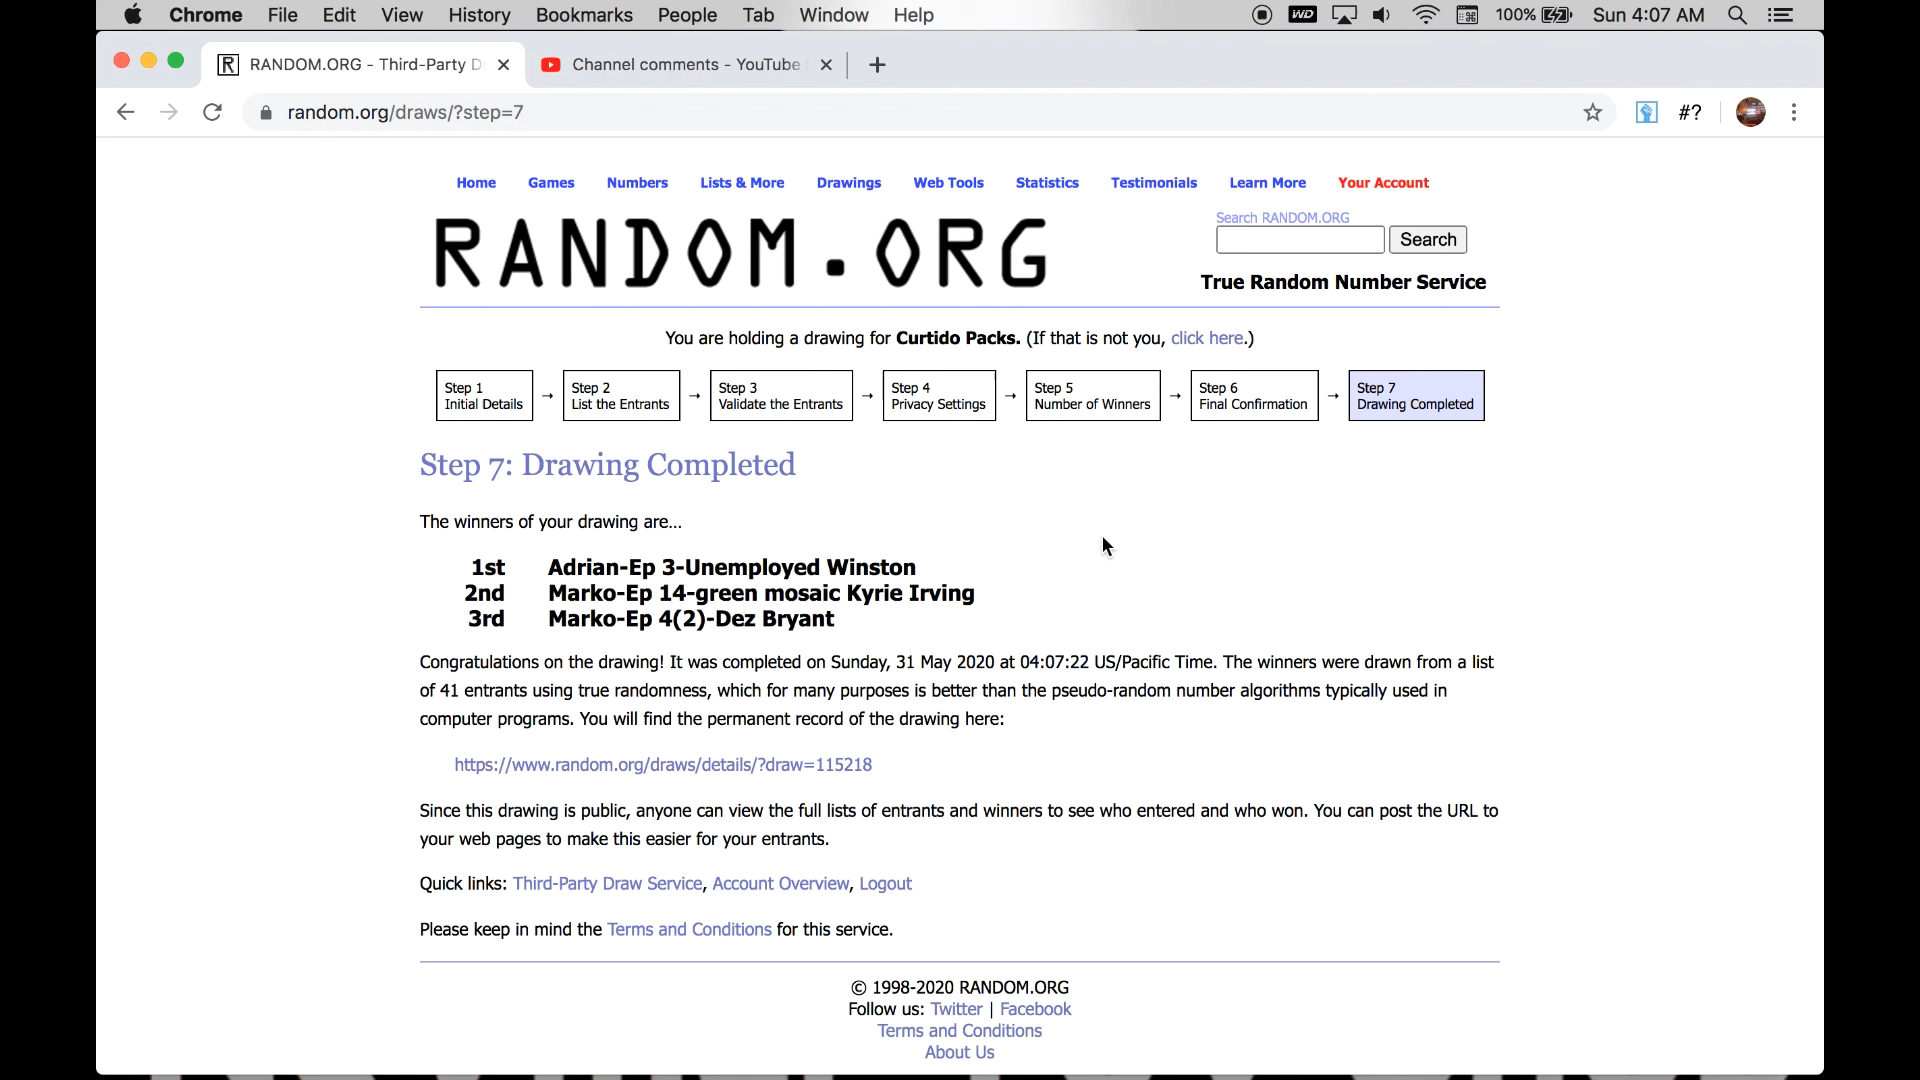 Chrome File Edit View History Bookmarks People Tab Window Help WD 100% Sun 4:07 AM
RANDOM.ORG - Third-Party D Channel comments - YouTube
random.org/draws/?step=7 #?
Home Games Numbers Lists & More Drawings Web Tools Statistics Testimonials Learn More Your Account
Search RANDOM.ORG
RANDOM.ORG
Search
True Random Number Service
You are holding a drawing for Curtido Packs. (If that is not you, click here.)
Step 1 Step 2 Step 3 Step 4 Step 5 Step 6 Step 7
Initial Details → List the Entrants → Validate the Entrants → Privacy Settings → Number of Winners → Final Confirmation → Drawing Completed
Step 7: Drawing Completed
The winners of your drawing are...
1st Adrian-Ep 3-Unemployed Winston
2nd Marko-Ep 14-green mosaic Kyrie Irving
3rd Marko-Ep 4(2)-Dez Bryant
Congratulations on the drawing! It was completed on Sunday, 31 May 2020 at 04:07:22 US/Pacific Time. The winners were drawn from a list
of 41 entrants using true randomness, which for many purposes is better than the pseudo-random number algorithms typically used in
computer programs. You will find the permanent record of the drawing here:
https://www.random.org/draws/details/?draw=115218
Since this drawing is public, anyone can view the full lists of entrants and winners to see who entered and who won. You can post the URL to
your web pages to make this easier for your entrants.
Quick links: Third-Party Draw Service, Account Overview, Logout
Please keep in mind the Terms and Conditions for this service.
© 1998-2020 RANDOM.ORG
Follow us: Twitter | Facebook
Terms and Conditions
About Us